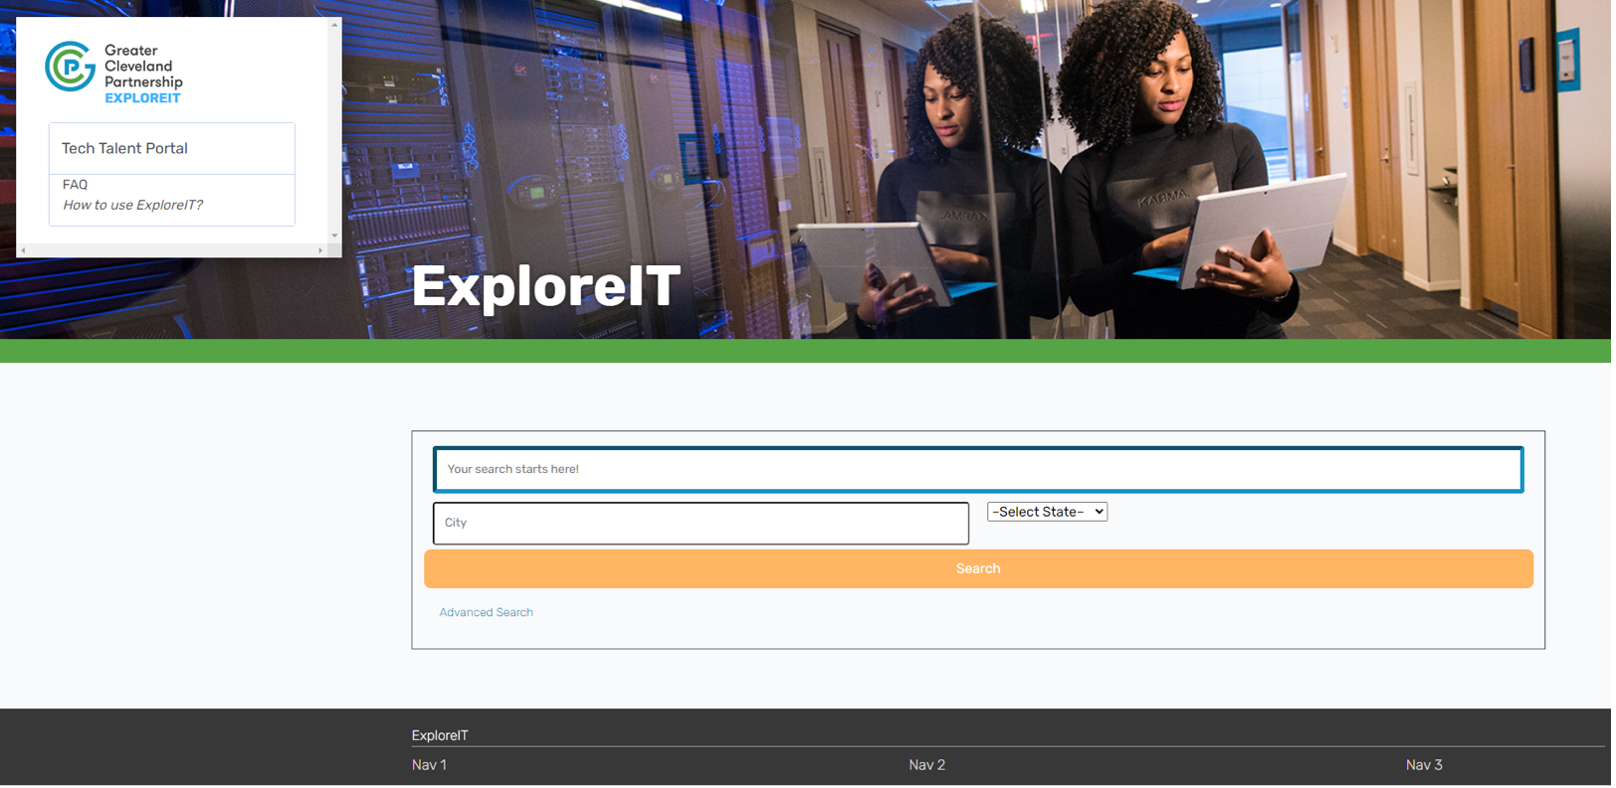 Greater
Cleveland
Partnership
EXPLOREIT
Tech Talent Portal
FAQ
How to use ExploreIT?
KARMA.
ExploreIT
Your search starts here!
City
-Select State-
Search
Advanced Search
ExploreIT
Nav 1
Nav 2
Nav 3